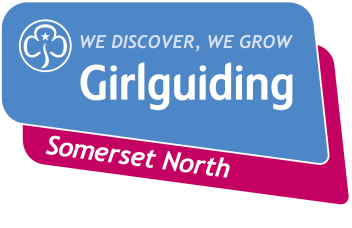 WE DISCOVER, WE GROW
Girlguiding
Somerset North